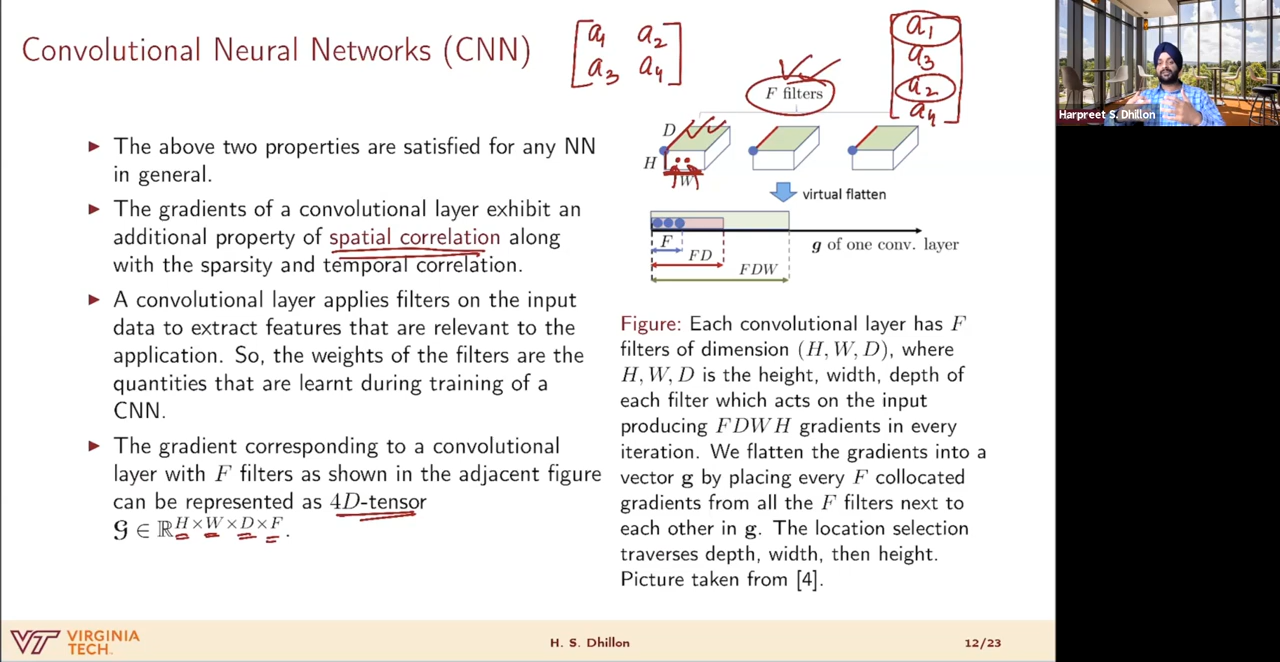 Convolutional Neural Networks (CNN)
a1 a2
a3 a4
a1
a3
a2
a4
▶ The above two properties are satisfied for any NN
in general.
▶ The gradients of a convolutional layer exhibit an
additional property of spatial correlation along
with the sparsity and temporal correlation.
▶ A convolutional layer applies filters on the input
data to extract features that are relevant to the
application. So, the weights of the filters are the
quantities that are learnt during training of a
CNN.
▶ The gradient corresponding to a convolutional
layer with F filters as shown in the adjacent figure
can be represented as 4D-tensor
𝒢 ∈ ℝ^{H×W×D×F}.
F filters
D
H
W
virtual flatten
F
FD
FDW
g of one conv. layer
Figure: Each convolutional layer has F
filters of dimension (H, W, D), where
H, W, D is the height, width, depth of
each filter which acts on the input
producing FDWH gradients in every
iteration. We flatten the gradients into a
vector g by placing every F collocated
gradients from all the F filters next to
each other in g. The location selection
traverses depth, width, then height.
Picture taken from [4].
Harpreet S. Dhillon
VT VIRGINIA
TECH.
H. S. Dhillon
12/23